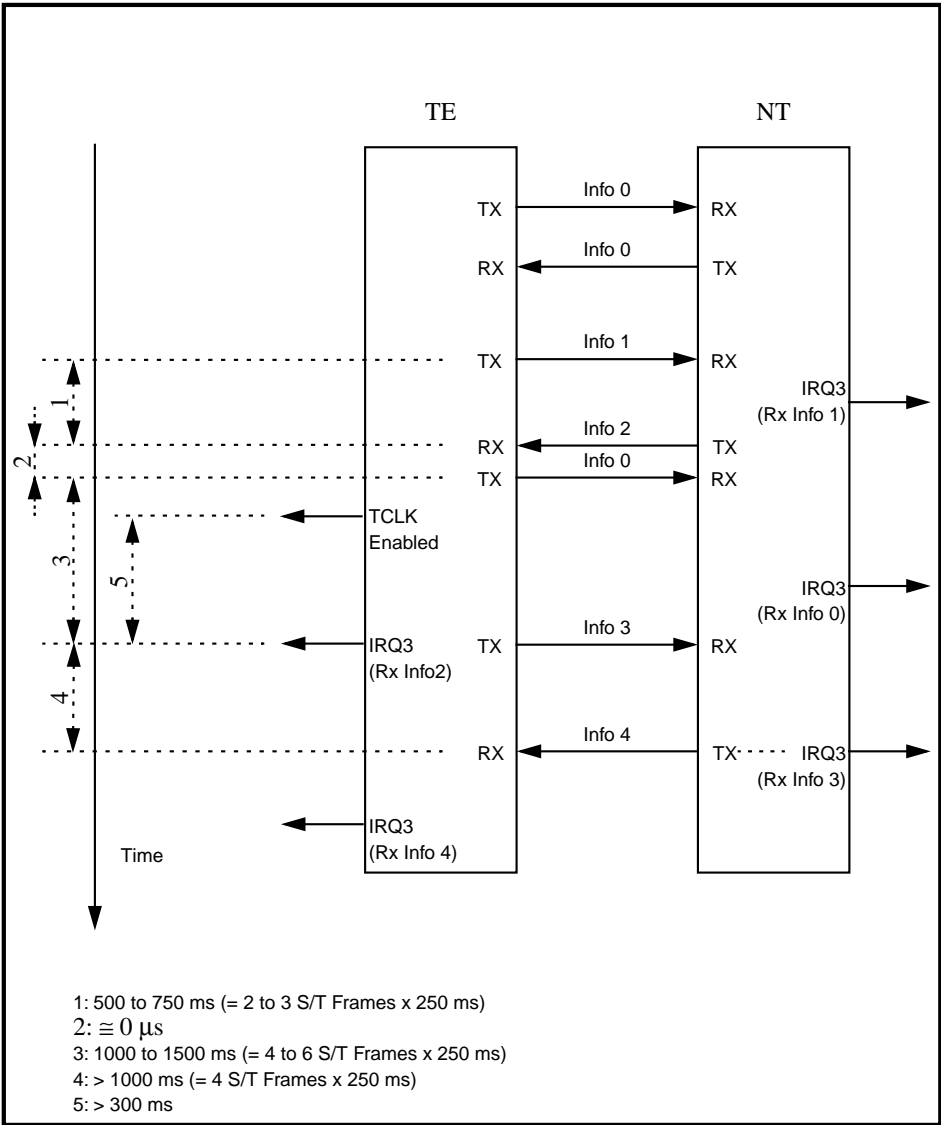 TE NT
Info 0
TX RX
Info 0
RX TX
Info 1
TX RX
IRQ3
(Rx Info 1)
1
Info 2
RX TX
2
Info 0
TX RX
TCLK
Enabled
3
5
IRQ3
(Rx Info 0)
Info 3
IRQ3 TX RX
(Rx Info2)
4
Info 4
RX TX IRQ3
(Rx Info 3)
IRQ3
(Rx Info 4)
Time
1: 500 to 750 ms (= 2 to 3 S/T Frames x 250 ms)
2: ≅ 0 μs
3: 1000 to 1500 ms (= 4 to 6 S/T Frames x 250 ms)
4: > 1000 ms (= 4 S/T Frames x 250 ms)
5: > 300 ms